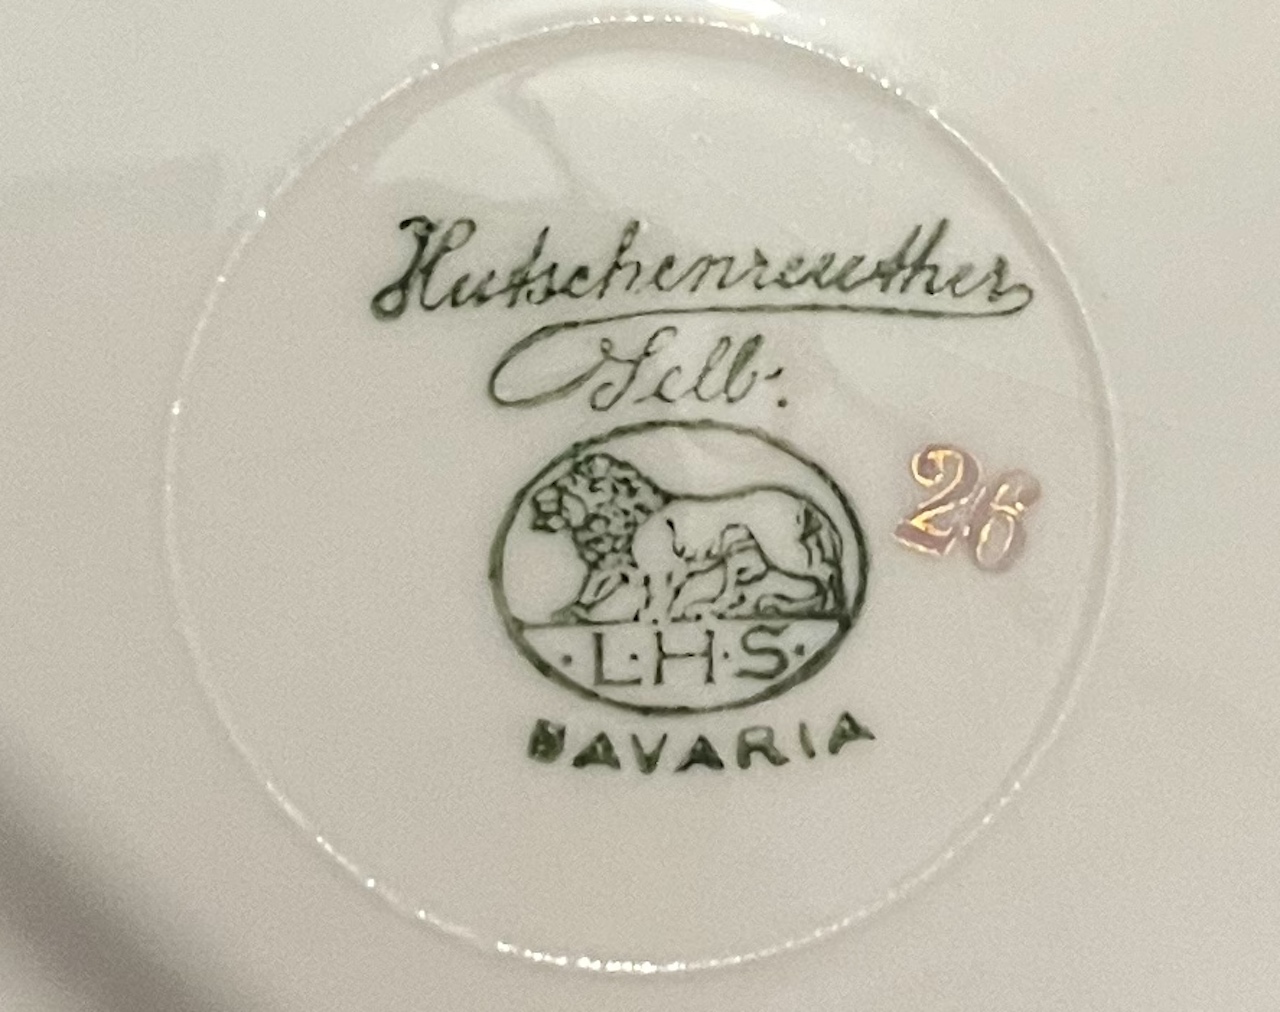 Hutschenreuther
Selb:
26
·L·H·S·
BAVARIA